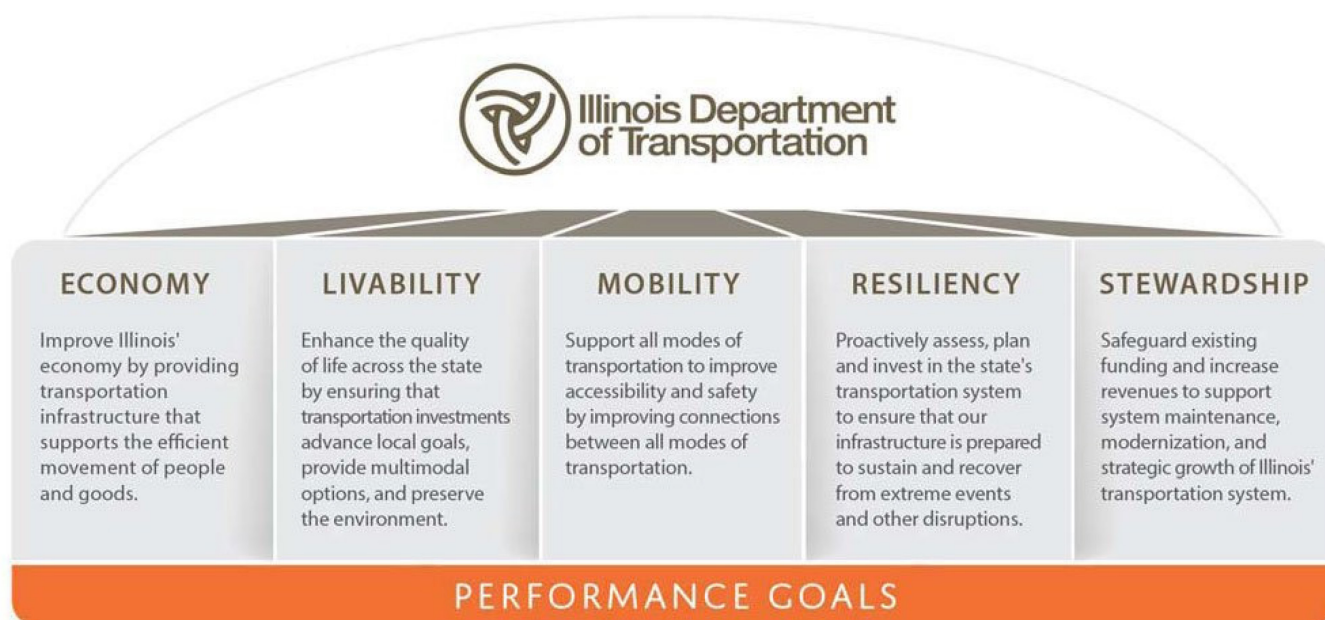 Illinois Department
of Transportation
ECONOMY
Improve Illinois'
economy by providing
transportation
infrastructure that
supports the efficient
movement of people
and goods.
LIVABILITY
Enhance the quality
of life across the state
by ensuring that
transportation investments
advance local goals,
provide multimodal
options, and preserve
the environment.
MOBILITY
Support all modes of
transportation to improve
accessibility and safety
by improving connections
between all modes of
transportation.
RESILIENCY
Proactively assess, plan
and invest in the state's
transportation system
to ensure that our
infrastructure is prepared
to sustain and recover
from extreme events
and other disruptions.
STEWARDSHIP
Safeguard existing
funding and increase
revenues to support
system maintenance,
modernization, and
strategic growth of Illinois'
transportation system.
PERFORMANCE GOALS